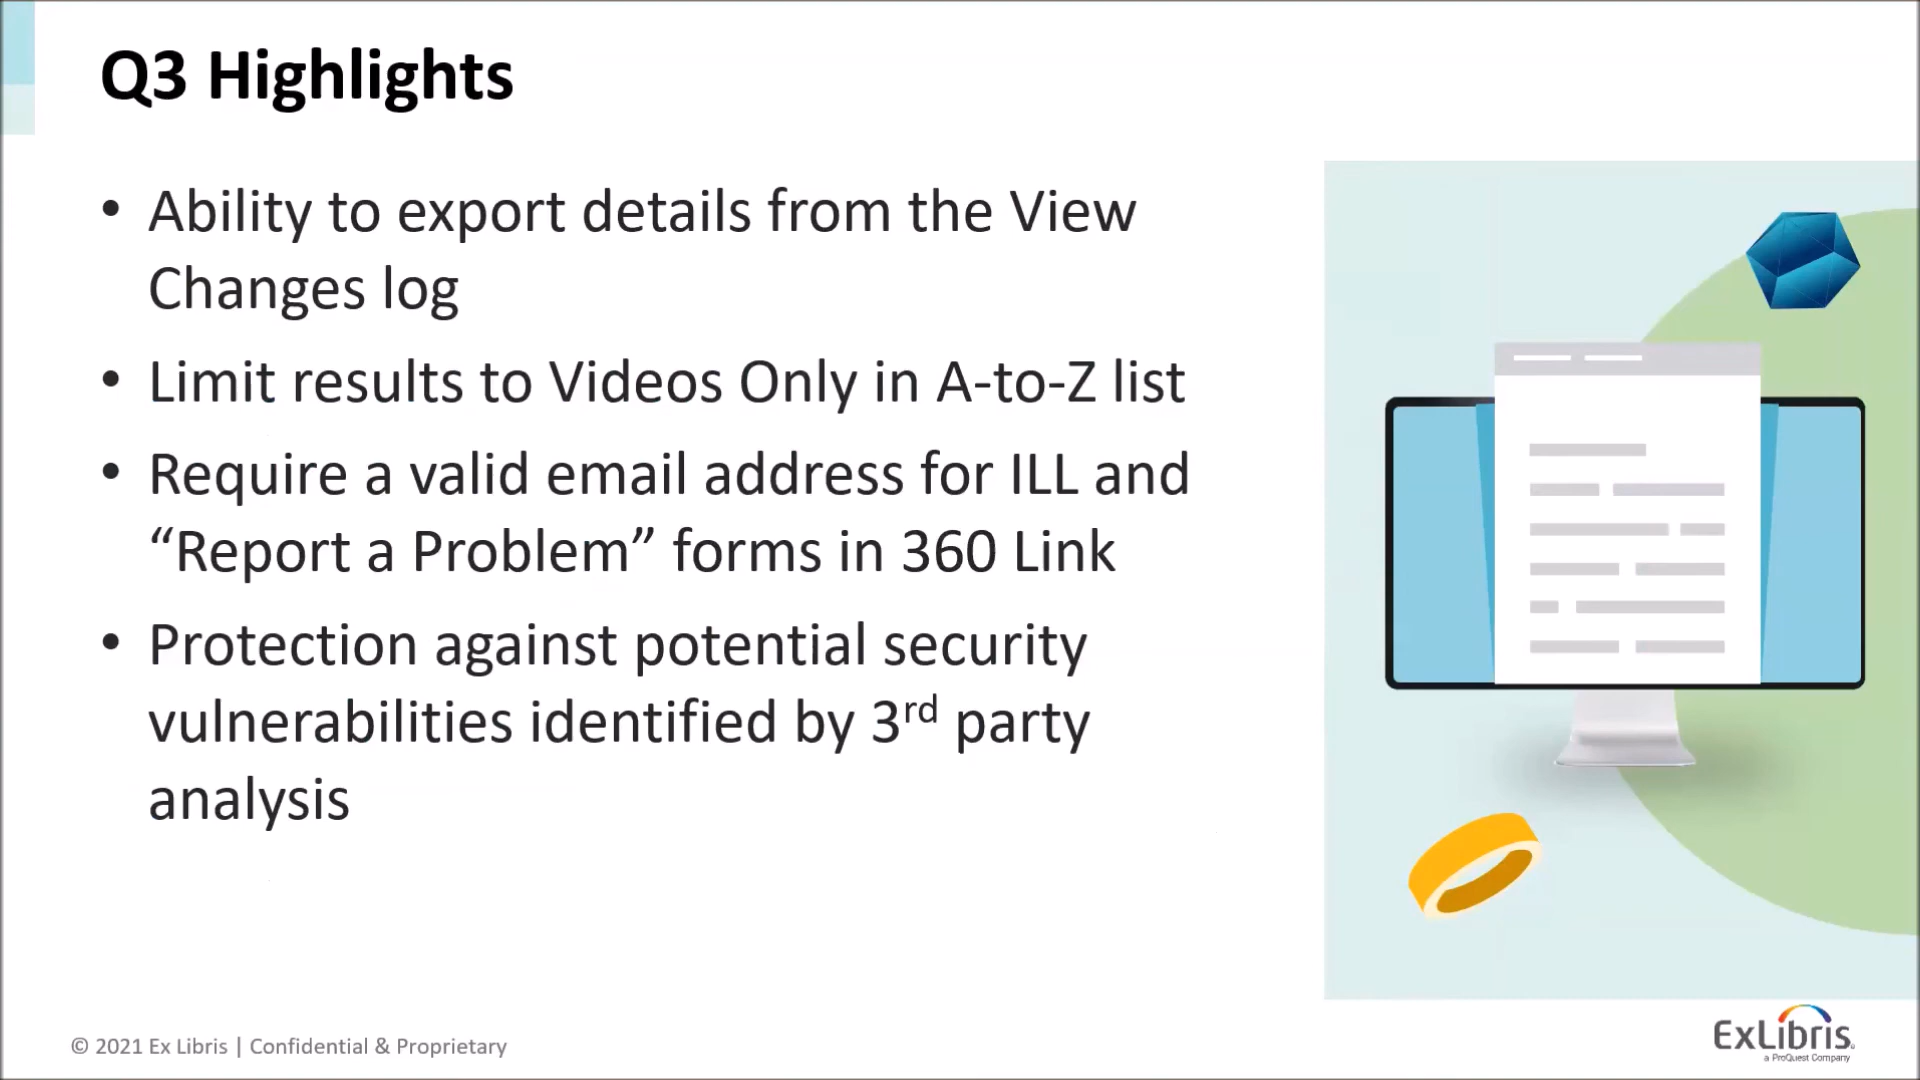 Q3 Highlights
• Ability to export details from the View
Changes log
• Limit results to Videos Only in A-to-Z list
• Require a valid email address for ILL and
“Report a Problem” forms in 360 Link
• Protection against potential security
vulnerabilities identified by 3rd party
analysis
© 2021 Ex Libris | Confidential & Proprietary
ExLibris
a ProQuest Company